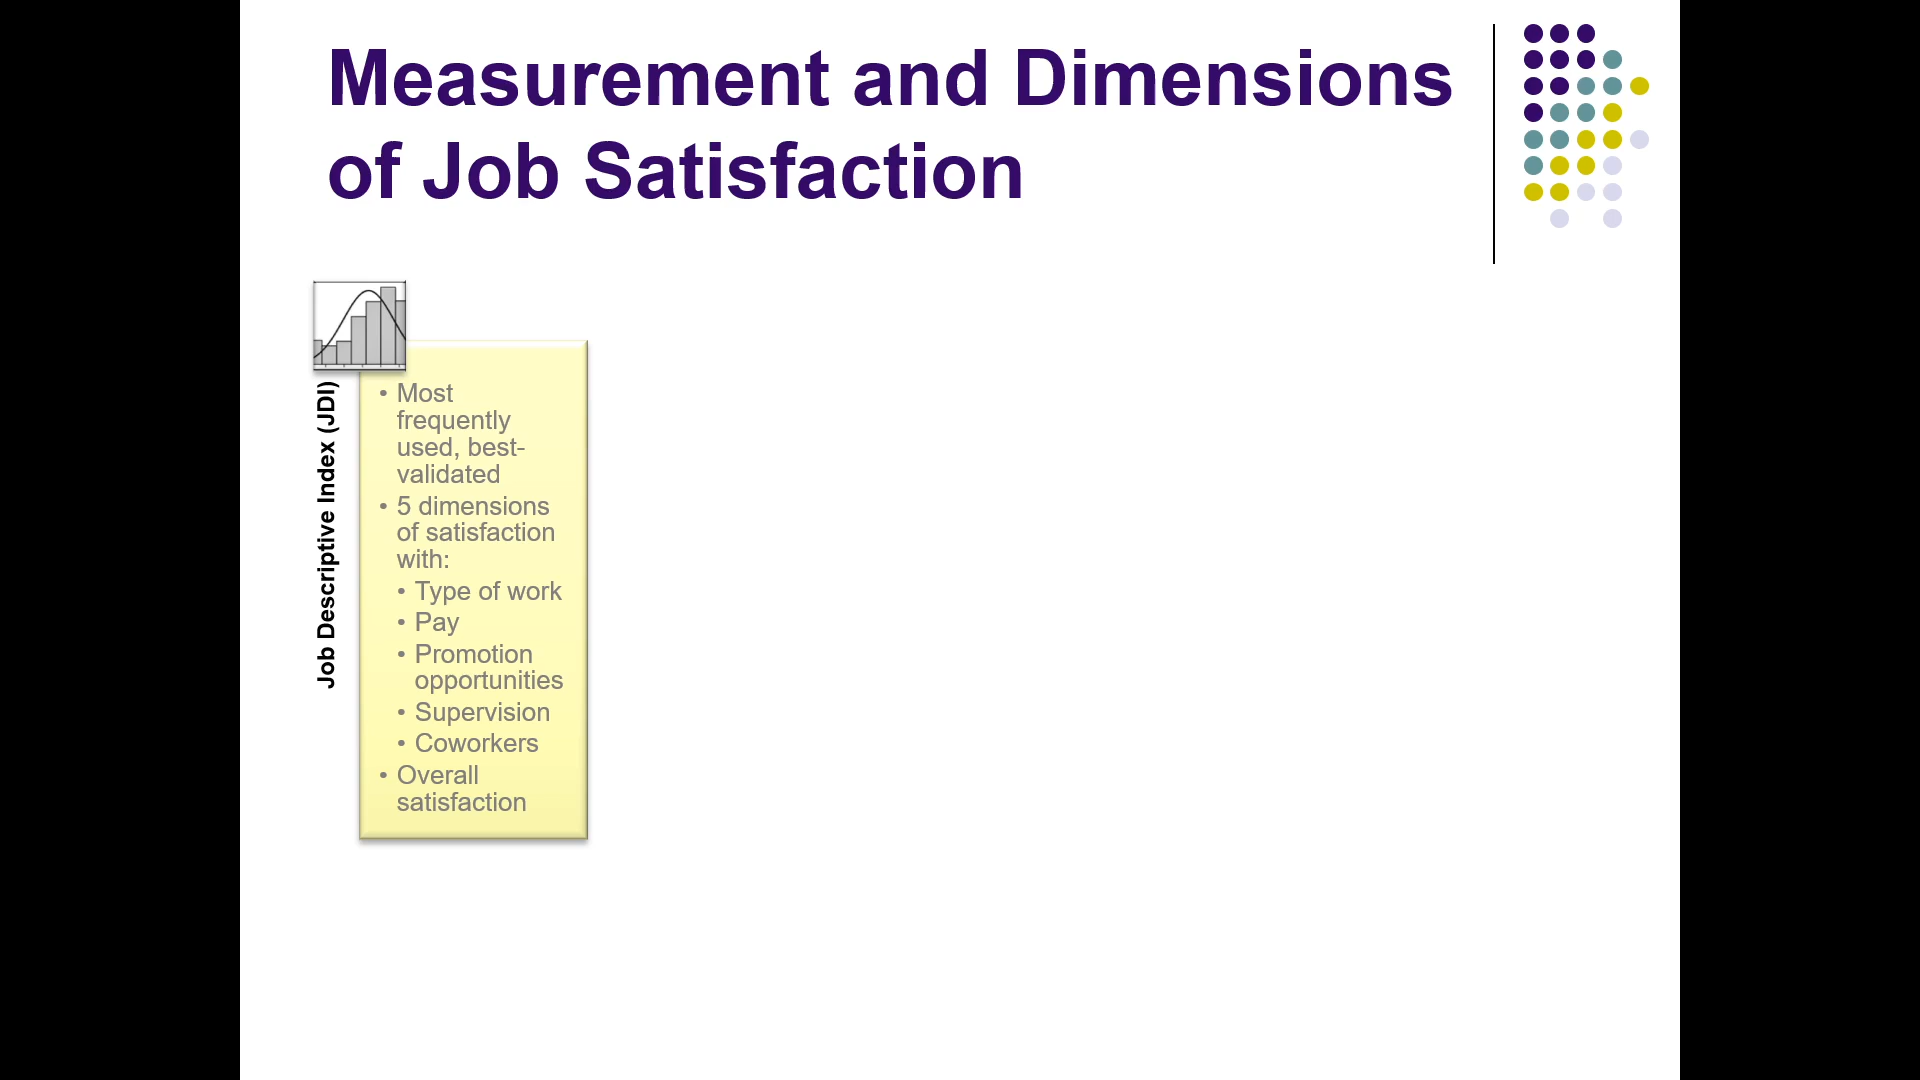 Measurement and Dimensions
of Job Satisfaction
Job Descriptive Index (JDI)
• Most
frequently
used, best-
validated
• 5 dimensions
of satisfaction
with:
• Type of work
• Pay
• Promotion
opportunities
• Supervision
• Coworkers
• Overall
satisfaction